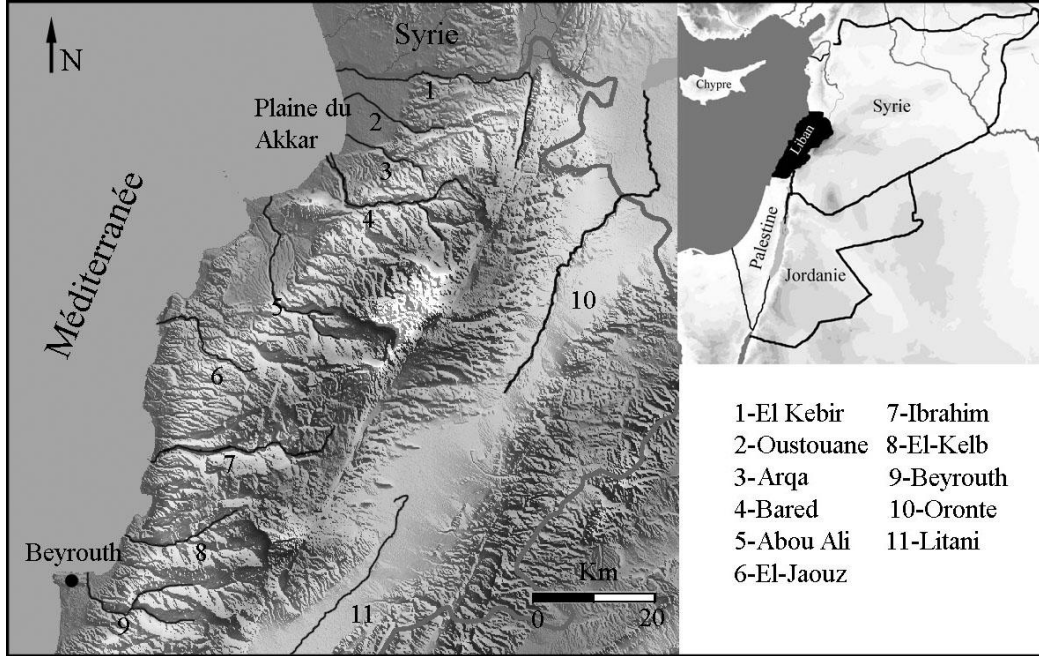 N
Syrie
1
Plaine du
Akkar
2
3
4
Méditerranée
5
10
6
7
Beyrouth
8
9
11
Km
0
20
Chypre
Syrie
Liban
Palestine
Jordanie
1-El Kebir
2-Oustouane
3-Arqa
4-Bared
5-Abou Ali
6-El-Jaouz
7-Ibrahim
8-El-Kelb
9-Beyrouth
10-Oronte
11-Litani